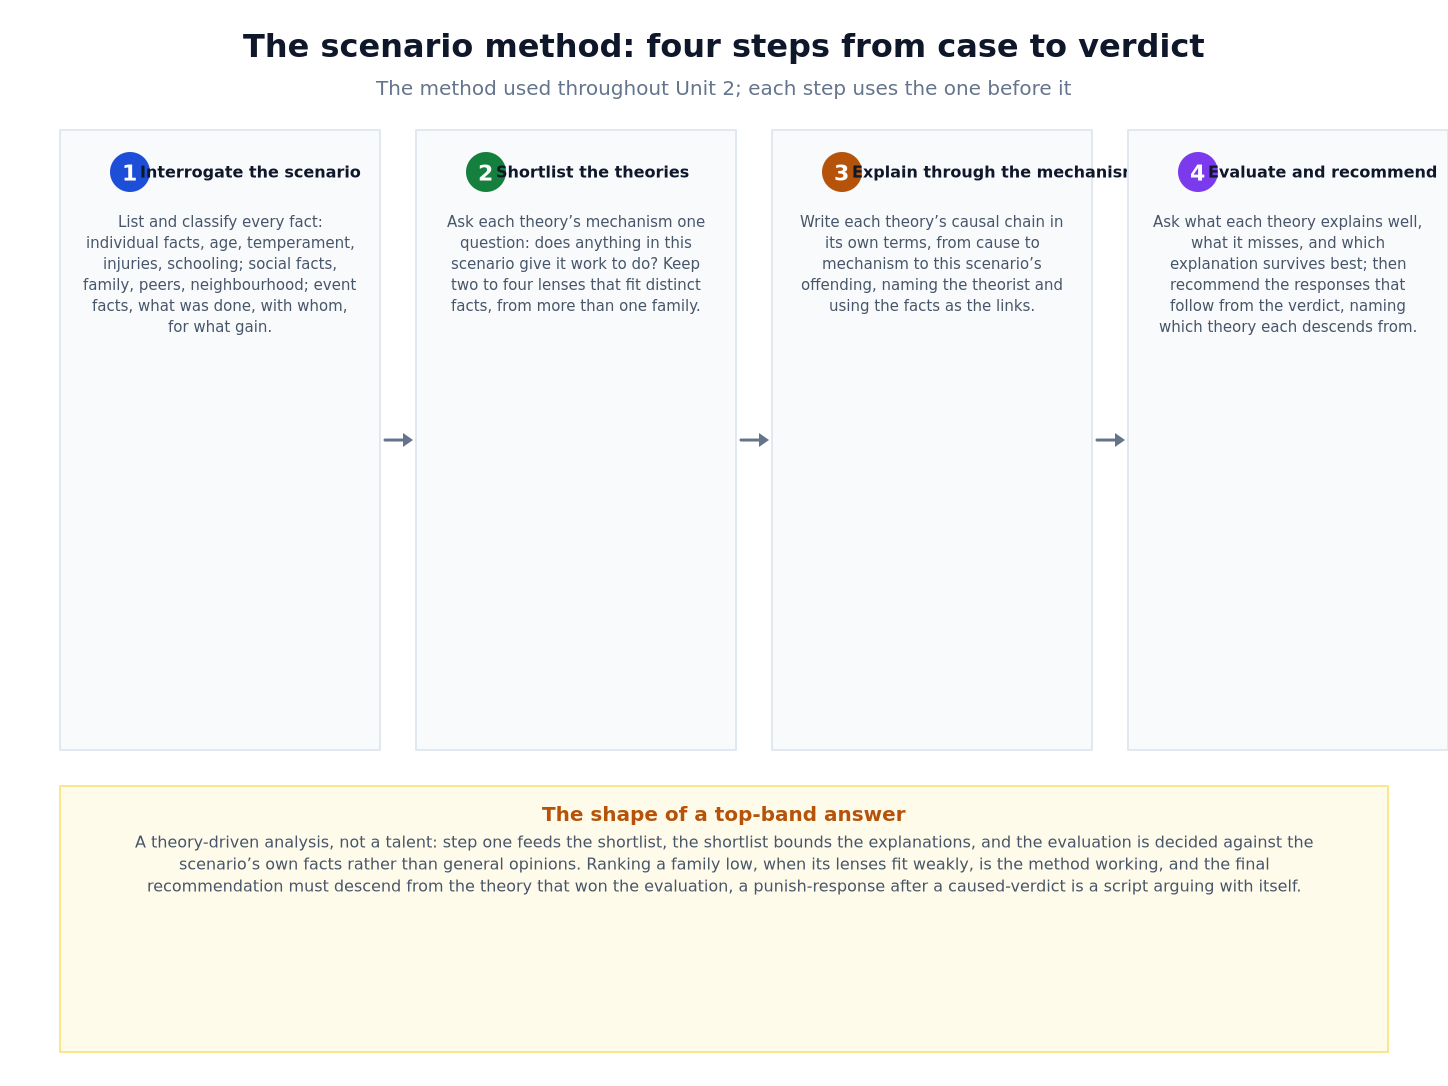 The scenario method: four steps from case to verdict
The method used throughout Unit 2; each step uses the one before it
1 Interrogate the scenario
List and classify every fact:
individual facts, age, temperament,
injuries, schooling; social facts,
family, peers, neighbourhood; event
facts, what was done, with whom,
for what gain.
2 Shortlist the theories
Ask each theory’s mechanism one
question: does anything in this
scenario give it work to do? Keep
two to four lenses that fit distinct
facts, from more than one family.
3 Explain through the mechanism
Write each theory’s causal chain in
its own terms, from cause to
mechanism to this scenario’s
offending, naming the theorist and
using the facts as the links.
4 Evaluate and recommend
Ask what each theory explains well,
what it misses, and which
explanation survives best; then
recommend the responses that
follow from the verdict, naming
which theory each descends from.
The shape of a top-band answer
A theory-driven analysis, not a talent: step one feeds the shortlist, the shortlist bounds the explanations, and the evaluation is decided against the
scenario’s own facts rather than general opinions. Ranking a family low, when its lenses fit weakly, is the method working, and the final
recommendation must descend from the theory that won the evaluation, a punish-response after a caused-verdict is a script arguing with itself.